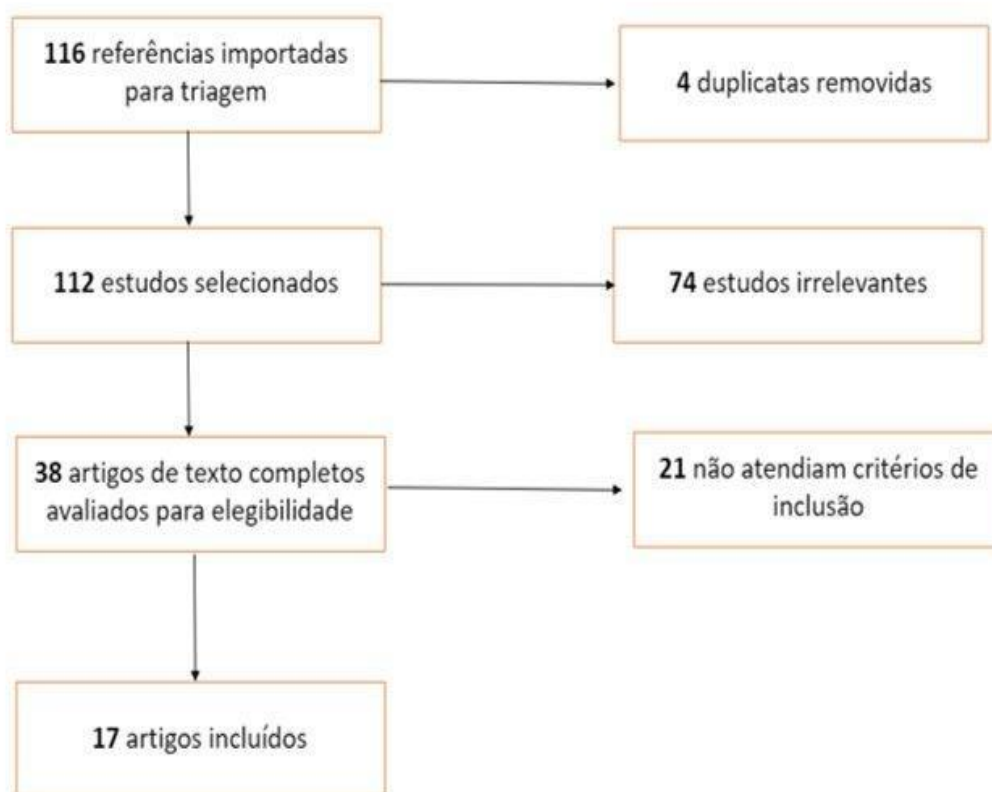 116 referências importadas
para triagem
4 duplicatas removidas
112 estudos selecionados
74 estudos irrelevantes
38 artigos de texto completos
avaliados para elegibilidade
21 não atendiam critérios de
inclusão
17 artigos incluídos